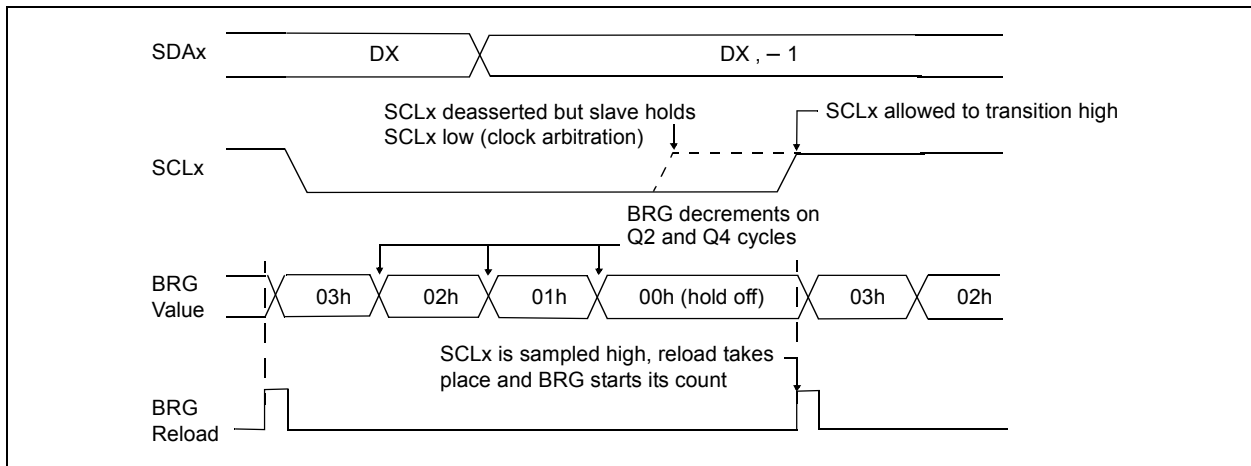 SDAx
DX
DX , – 1
SCLx deasserted but slave holds
SCLx low (clock arbitration)
SCLx allowed to transition high
SCLx
BRG decrements on
Q2 and Q4 cycles
BRG
Value
03h
02h
01h
00h (hold off)
03h
02h
SCLx is sampled high, reload takes
place and BRG starts its count
BRG
Reload